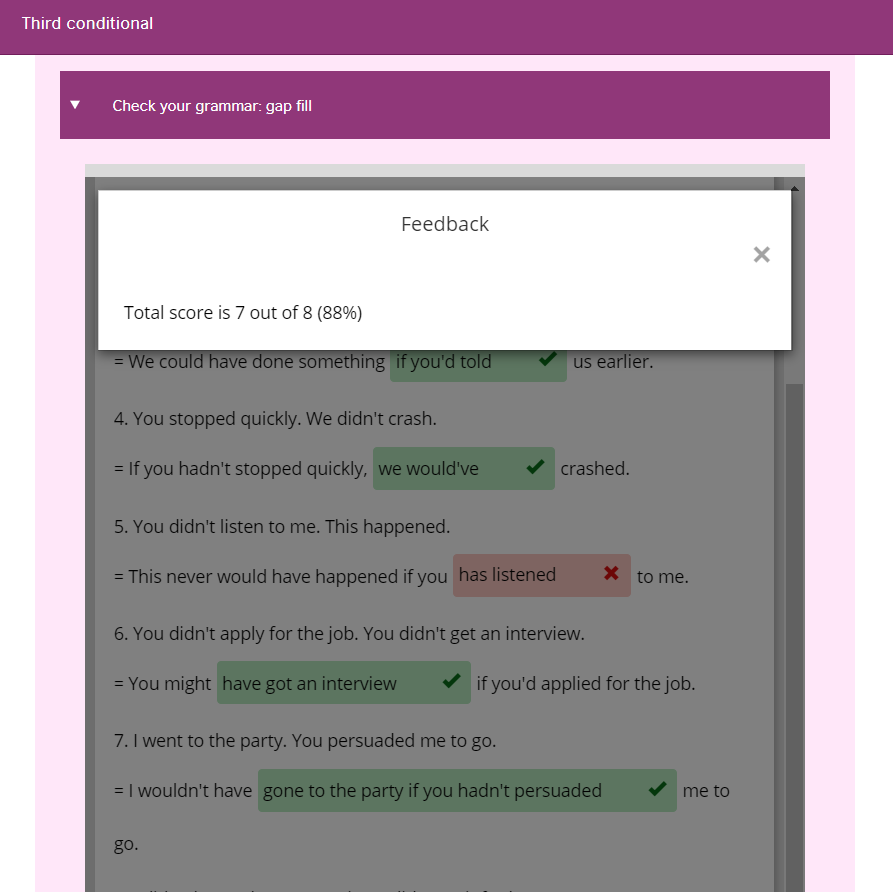 Third conditional
Check your grammar: gap fill
Feedback
Total score is 7 out of 8 (88%)
= We could have done something if you'd told us earlier.
4. You stopped quickly. We didn't crash.
= If you hadn't stopped quickly, we would've crashed.
5. You didn't listen to me. This happened.
= This never would have happened if you has listened to me.
6. You didn't apply for the job. You didn't get an interview.
= You might have got an interview if you'd applied for the job.
7. I went to the party. You persuaded me to go.
= I wouldn't have gone to the party if you hadn't persuaded me to
go.